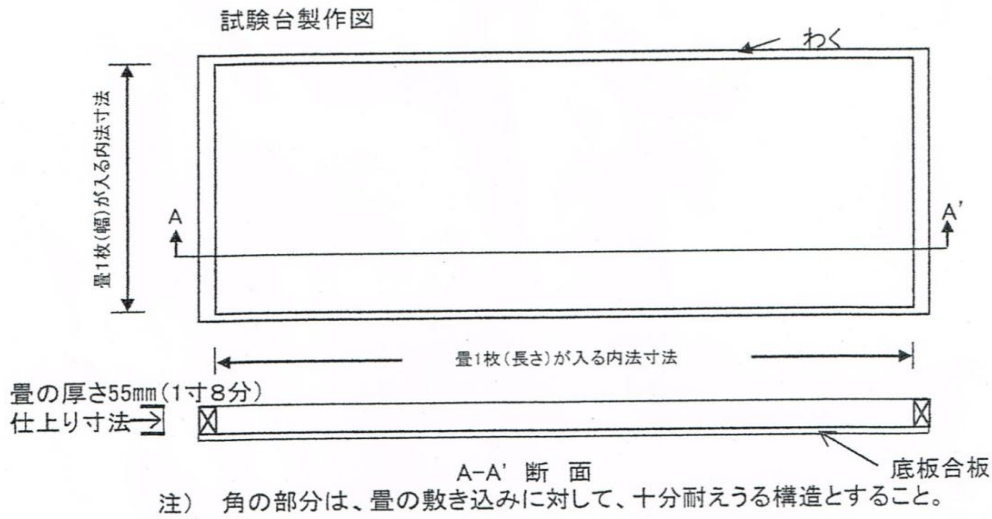 試験台製作図
わく
畳1枚(幅)が入る内法寸法
A
A'
畳1枚(長さ)が入る内法寸法
畳の厚さ55mm(1寸8分)
仕上り寸法
底板合板
A-A' 断 面
注) 角の部分は、畳の敷き込みに対して、十分耐えうる構造とすること。